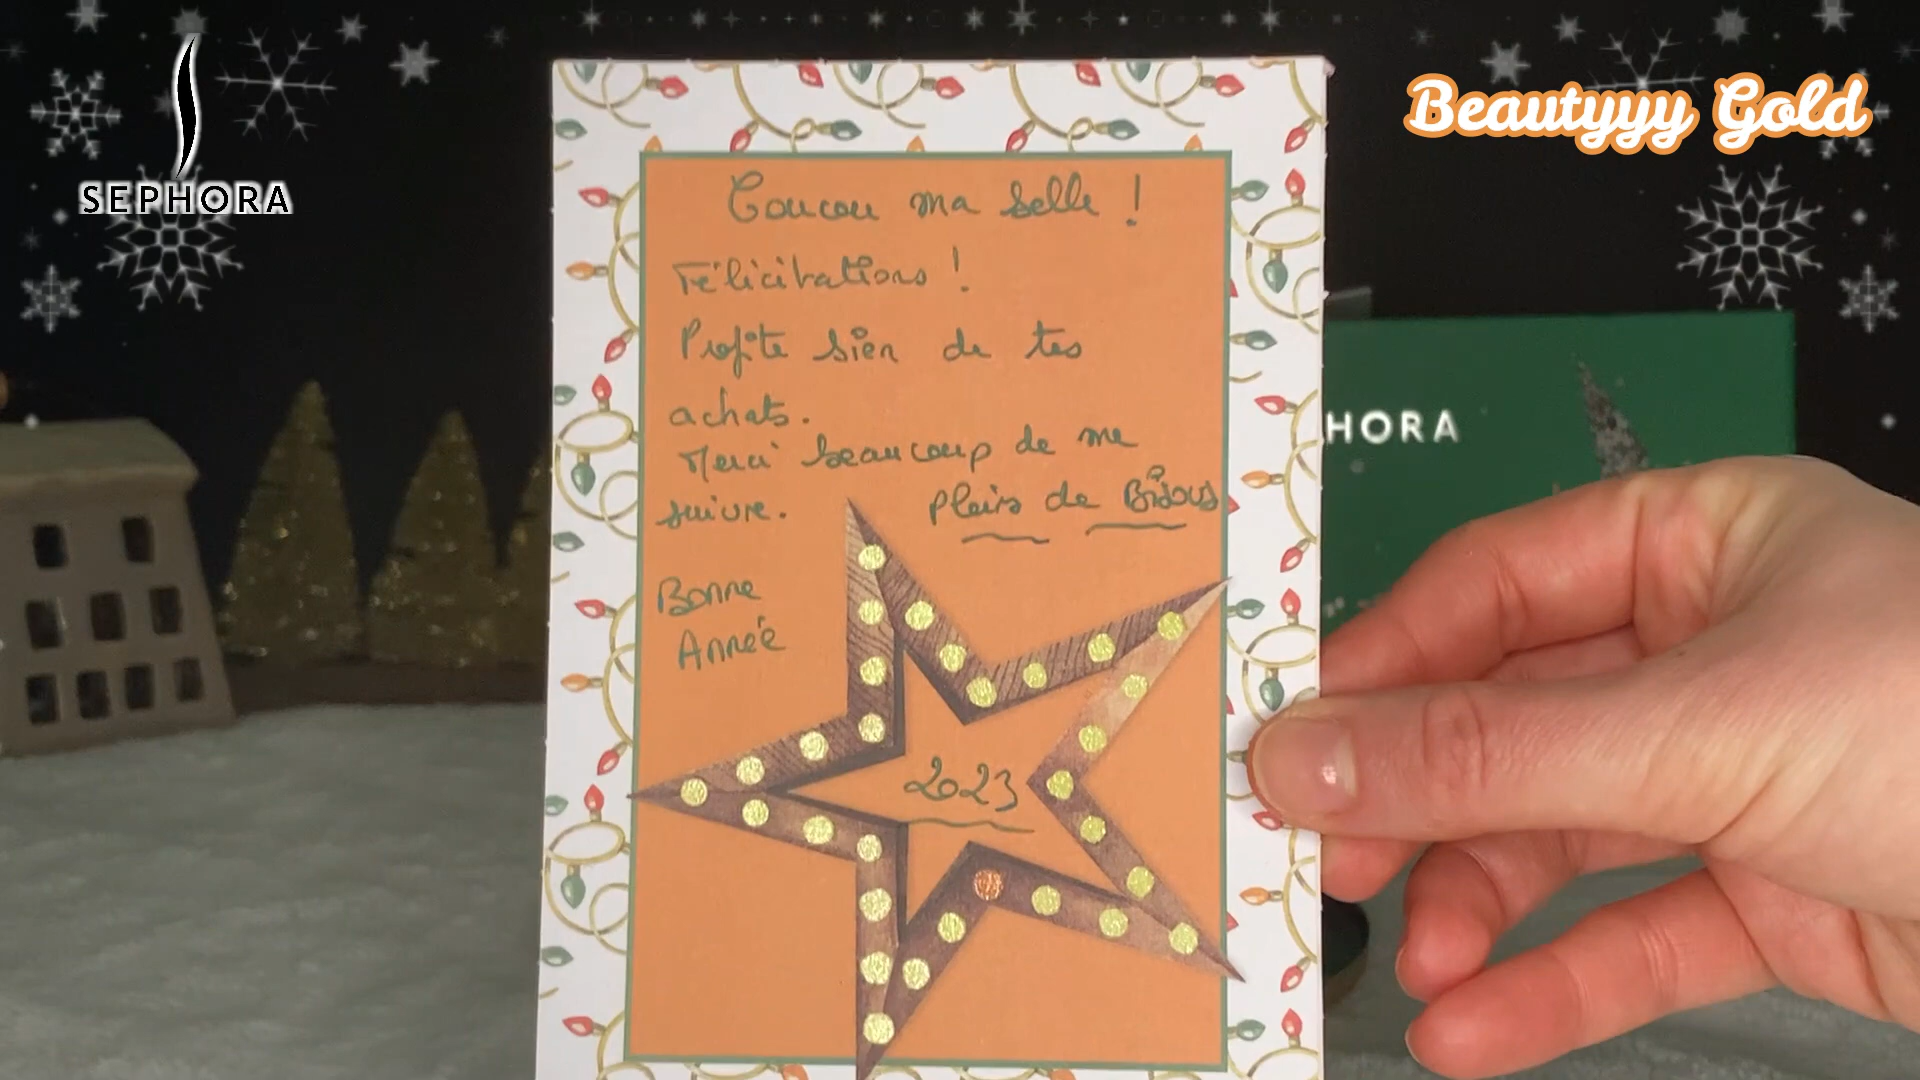 SEPHORA
Beautyyy Gold
Coucou ma belle !
Félicitations !
Profite bien de tes
achats.
Merci beaucoup de me
suivre.
Pleins de Bisous
Bonne
Année
2023
HORA